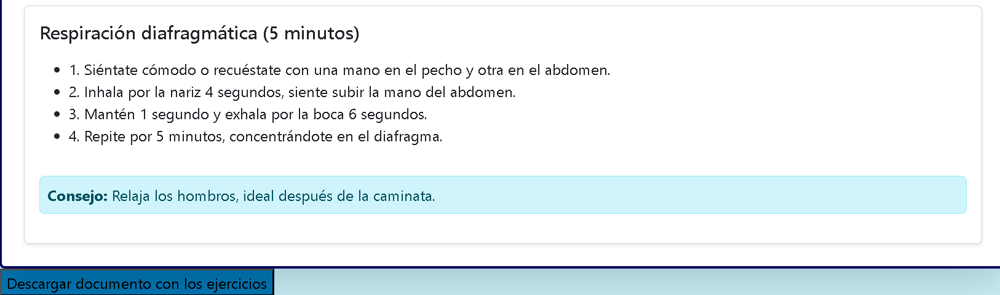 Respiración diafragmática (5 minutos)
• 1. Siéntate cómodo o recuéstate con una mano en el pecho y otra en el abdomen.
• 2. Inhala por la nariz 4 segundos, siente subir la mano del abdomen.
• 3. Mantén 1 segundo y exhala por la boca 6 segundos.
• 4. Repite por 5 minutos, concentrándote en el diafragma.
Consejo: Relaja los hombros, ideal después de la caminata.
Descargar documento con los ejercicios